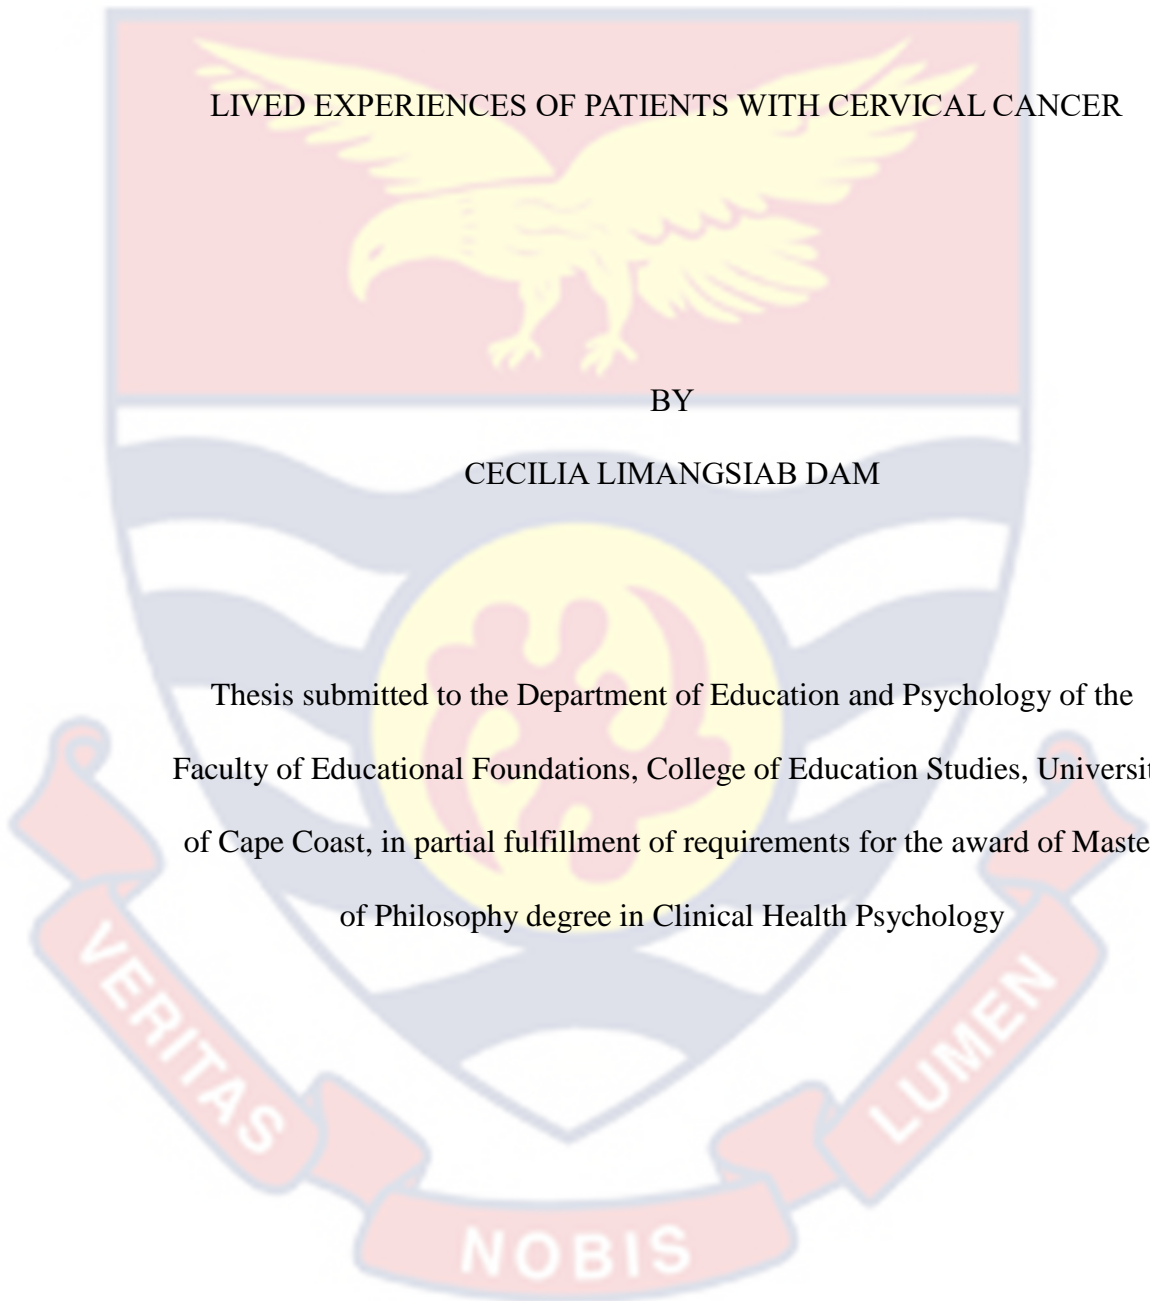 LIVED EXPERIENCES OF PATIENTS WITH CERVICAL CANCER
BY
CECILIA LIMANGSIAB DAM
Thesis submitted to the Department of Education and Psychology of the
Faculty of Educational Foundations, College of Education Studies, Universit
of Cape Coast, in partial fulfillment of requirements for the award of Maste
of Philosophy degree in Clinical Health Psychology
VERITAS
NOBIS
LUMEN